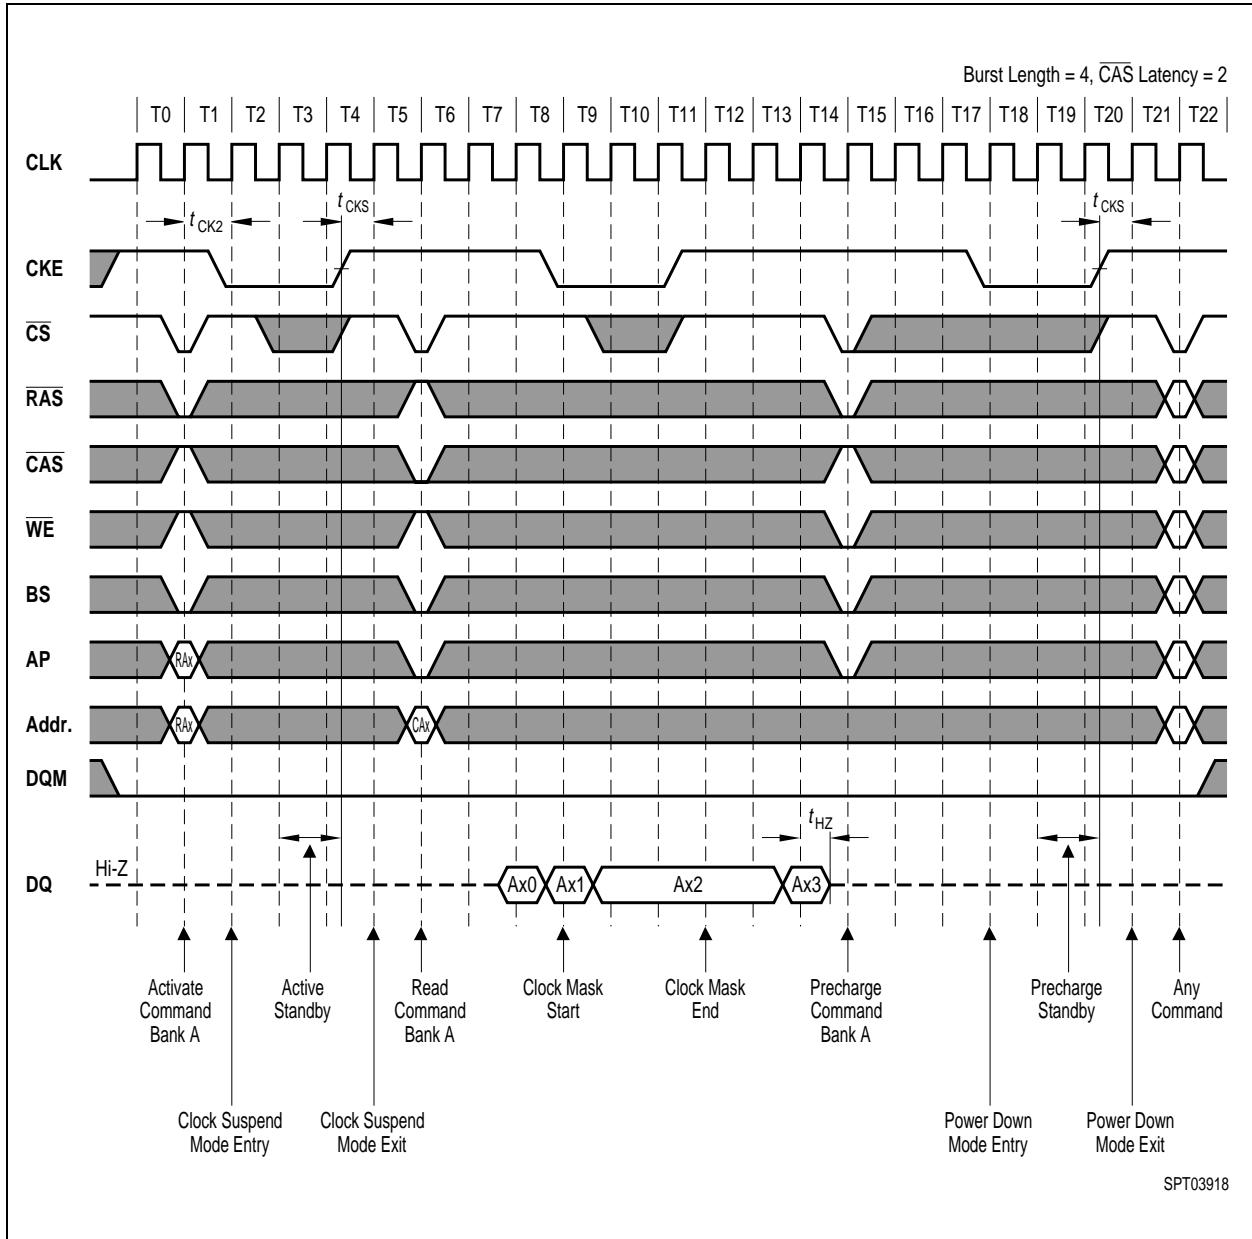 Burst Length = 4, CAS Latency = 2
T0 T1 T2 T3 T4 T5 T6 T7 T8 T9 T10 T11 T12 T13 T14 T15 T16 T17 T18 T19 T20 T21 T22
CLK
t CK2 t CKS t CKS
CKE
CS
RAS
CAS
WE
BS
AP RAx
Addr. RAx CAx
DQM
t HZ
Hi-Z
DQ Ax0 Ax1 Ax2 Ax3
Activate Command Bank A
Active Standby
Read Command Bank A
Clock Mask Start
Clock Mask End
Precharge Command Bank A
Precharge Standby
Any Command
Clock Suspend Mode Entry
Clock Suspend Mode Exit
Power Down Mode Entry
Power Down Mode Exit
SPT03918